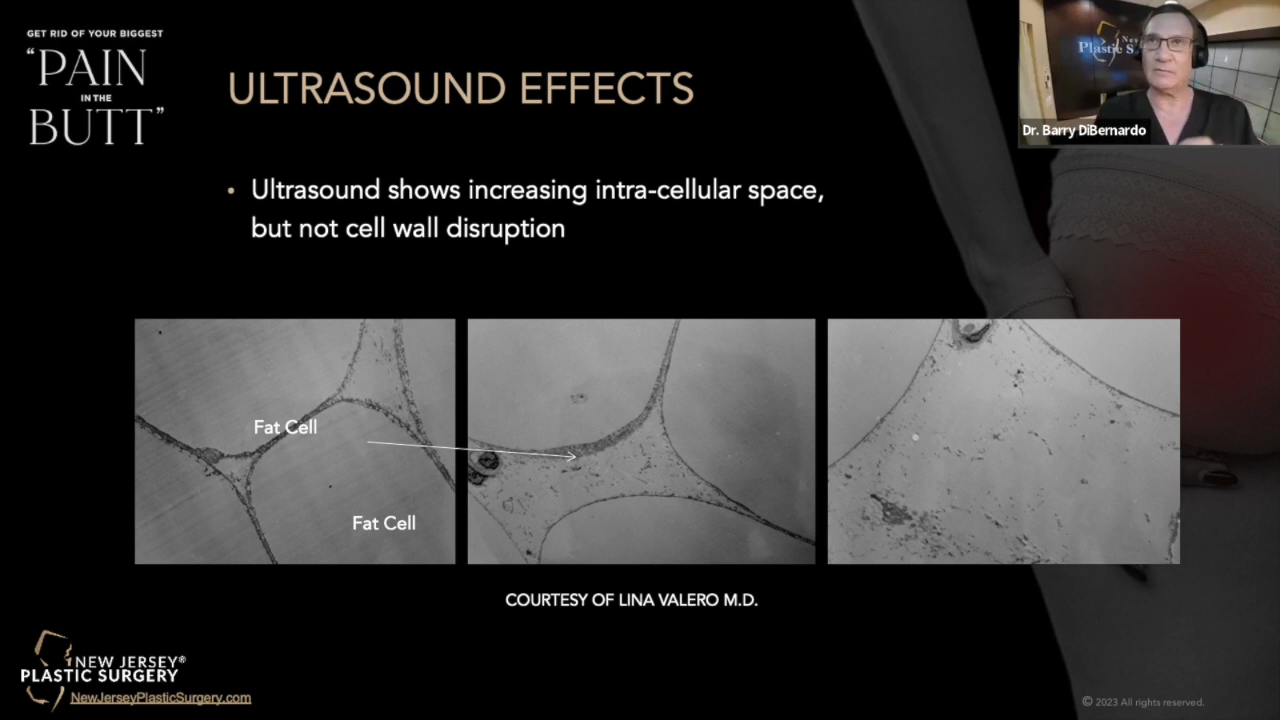 GET RID OF YOUR BIGGEST
“PAIN
IN THE
BUTT”
ULTRASOUND EFFECTS
• Ultrasound shows increasing intra-cellular space,
but not cell wall disruption
Plastic S
New
Dr. Barry DiBernardo
Fat Cell
Fat Cell
COURTESY OF LINA VALERO M.D.
NEW JERSEY®
PLASTIC SURGERY
NewJerseyPlasticSurgery.com
© 2023 All rights reserved.